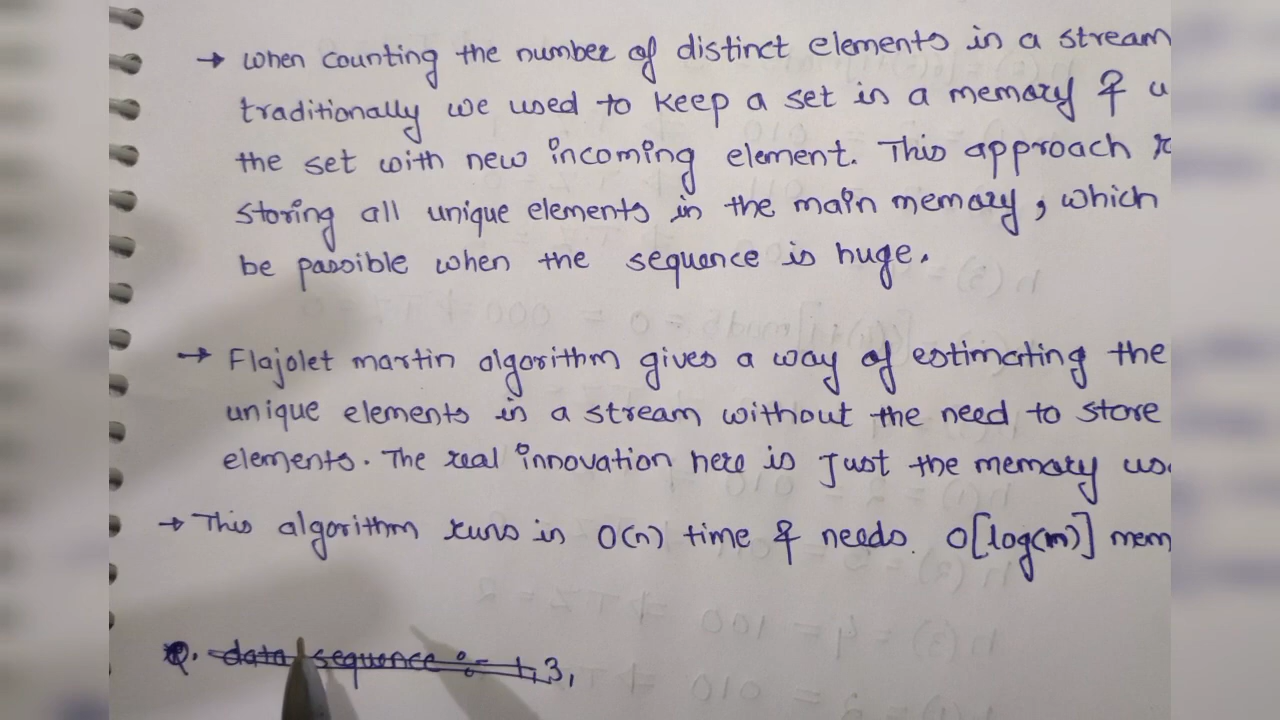 → When counting the number of distinct elements in a stream
traditionally we used to keep a set in a memory & u
the set with new incoming element. This approach
storing all unique elements in the main memory, which
be possible when the sequence is huge.
→ Flajolet martin algorithm gives a way of estimating the
unique elements in a stream without the need to store
elements. The real innovation here is just the memory us
→ This algorithm runs in O(n) time & needs. O[log(m)] mem
Q. data sequence :- 1, 3,